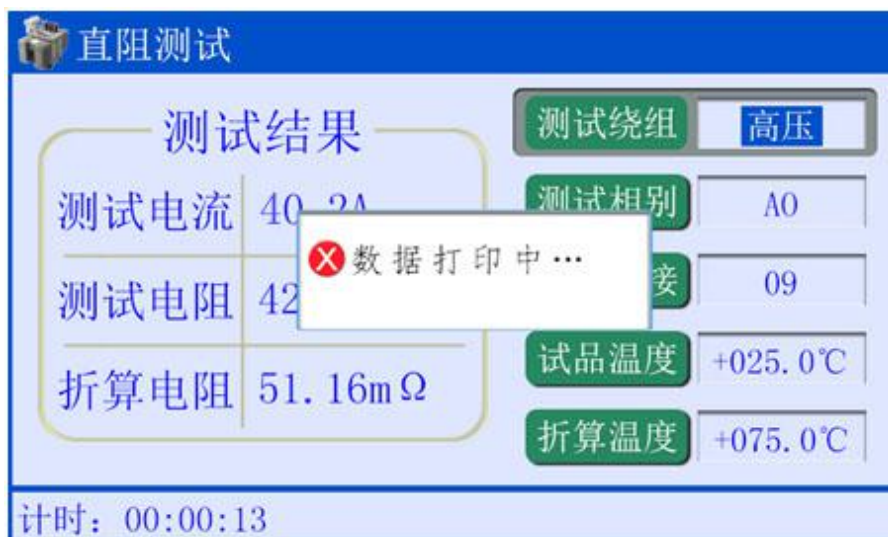 直阻测试
测试结果
测试电流 40.2A
测试电阻 42
折算电阻 51.16mΩ
数据打印中…
测试绕组 高压
测试相别 AO
接 09
试品温度 +025.0℃
折算温度 +075.0℃
计时：00:00:13